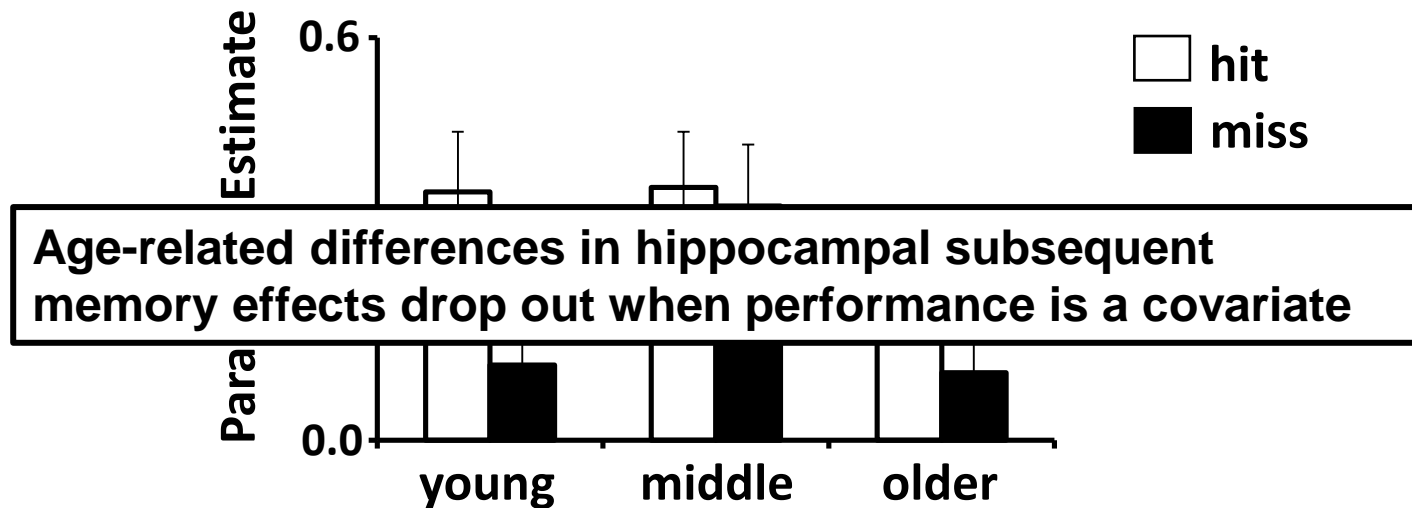 0.6
hit
miss
Estimate
Age-related differences in hippocampal subsequent
memory effects drop out when performance is a covariate
0.0
young middle older